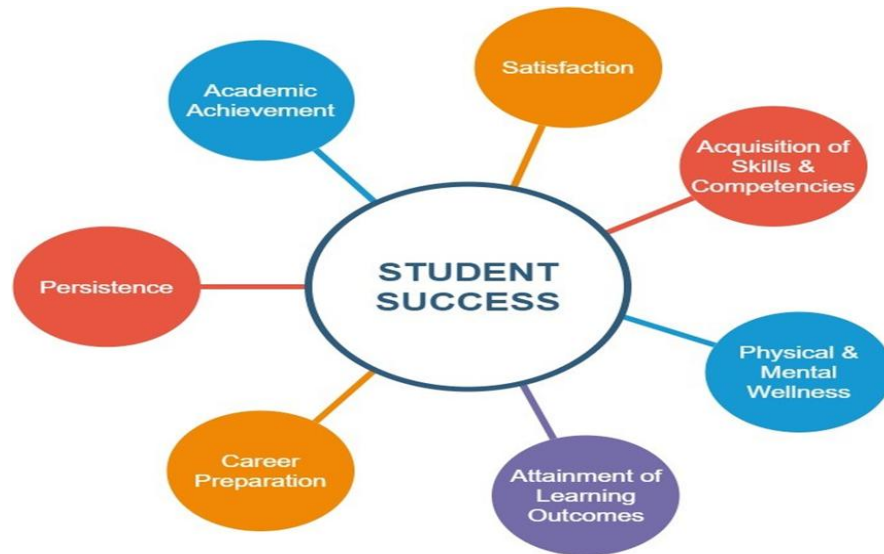 Satisfaction
Academic
Achievement
Acquisition of
Skills &
Competencies
STUDENT
SUCCESS
Persistence
Physical &
Mental
Wellness
Career
Preparation
Attainment of
Learning
Outcomes